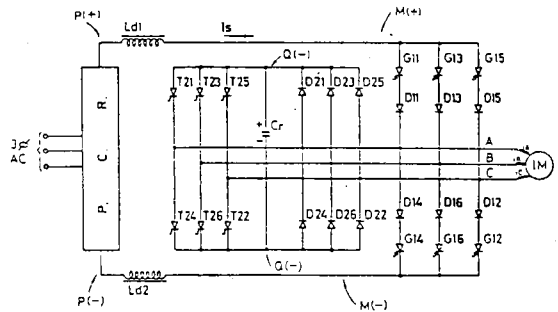 P(+) Ld1 Is M(+)
Q(-)
T21 T23 T25 D21 D23 D25 G11 G13 G15
D11 D13 D15
+ Cr
-
3 AC
P. C. R.
A
B
C
IM
D14 D16 D12
T24 T26 T22 D24 D26 D22 G14 G16 G12
Q(-)
P(-) Ld2 M(-)